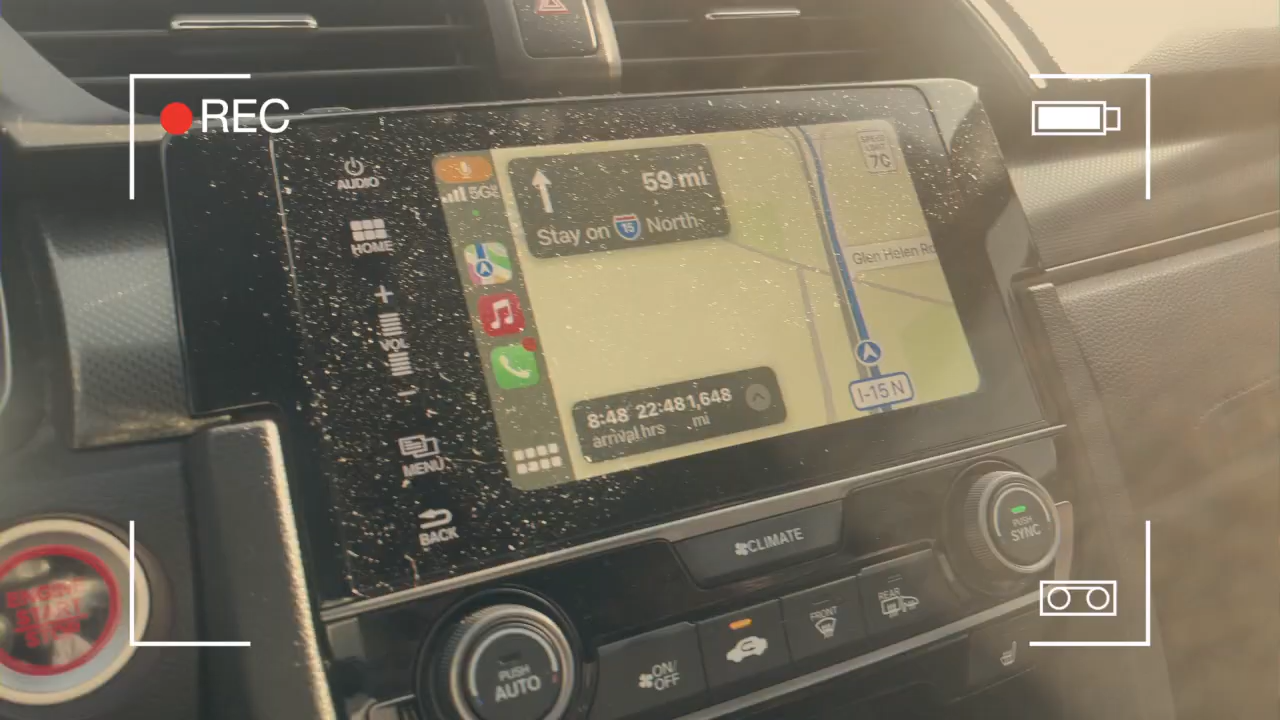 REC
AUDIO
HOME
VOL
MENU
BACK
5G
59 mi
Stay on 15 North
SPEED
LIMIT
70
Glen Helen Rd
I-15 N
8:48 22:48 1,648
arrival hrs mi
CLIMATE
PUSH
SYNC
FRONT
REAR
ON/
OFF
PUSH
AUTO
ENGINE
START
STOP